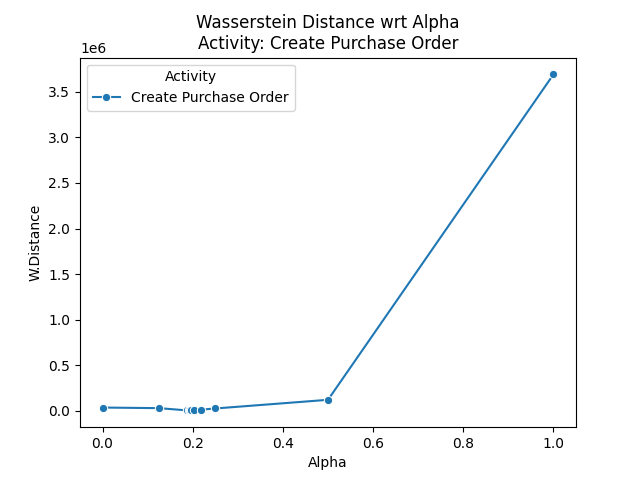 Wasserstein Distance wrt Alpha
Activity: Create Purchase Order
1e6
Activity
Create Purchase Order
3.5
3.0
2.5
2.0
1.5
1.0
0.5
0.0
W.Distance
0.0 0.2 0.4 0.6 0.8 1.0
Alpha